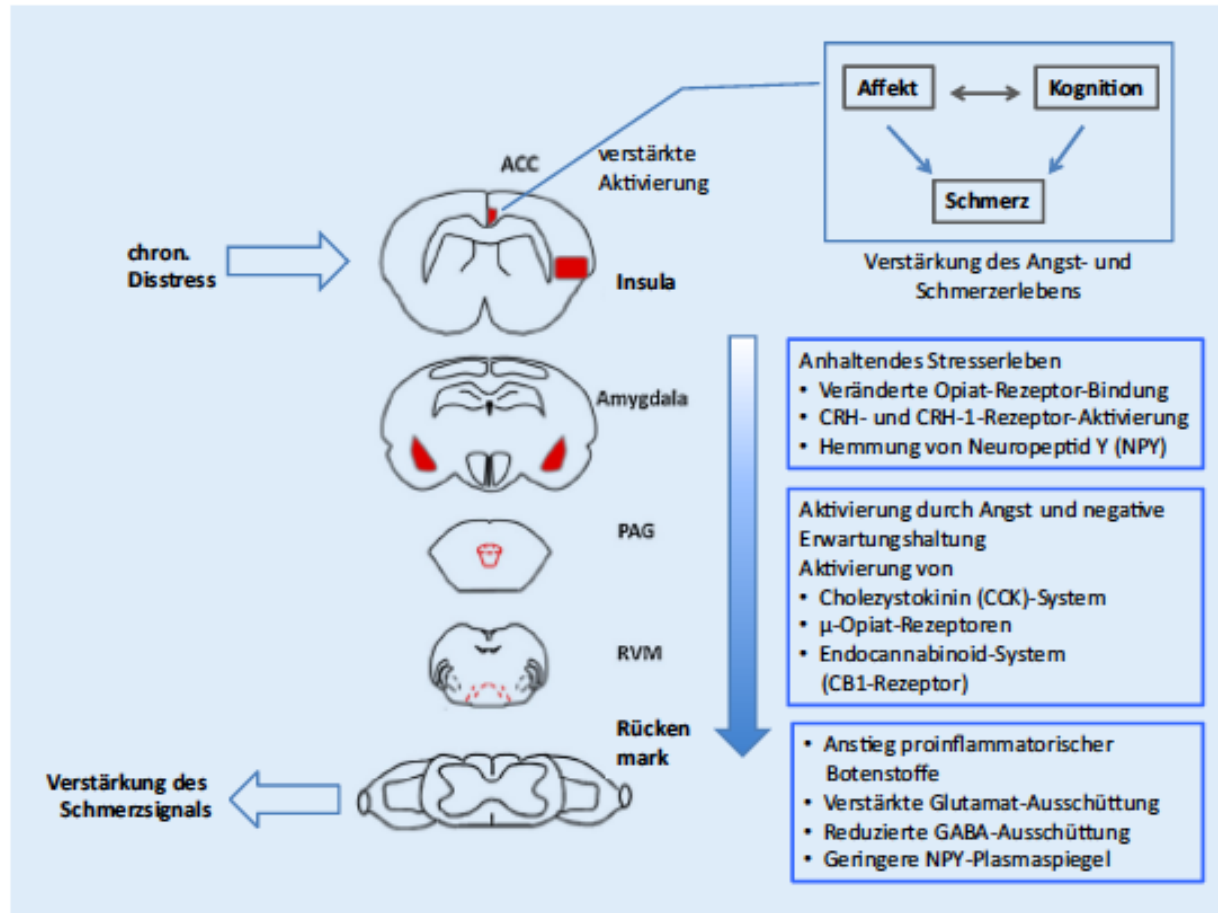 Affekt
Kognition
Schmerz
Verstärkung des Angst- und
Schmerzerlebens
ACC
verstärkte
Aktivierung
chron.
Disstress
Insula
Amygdala
PAG
RVM
Rücken
mark
Verstärkung des
Schmerzsignals
Anhaltendes Stresserleben
• Veränderte Opiat-Rezeptor-Bindung
• CRH- und CRH-1-Rezeptor-Aktivierung
• Hemmung von Neuropeptid Y (NPY)
Aktivierung durch Angst und negative
Erwartungshaltung
Aktivierung von
• Cholezystokinin (CCK)-System
• µ-Opiat-Rezeptoren
• Endocannabinoid-System
(CB1-Rezeptor)
• Anstieg proinflammatorischer
Botenstoffe
• Verstärkte Glutamat-Ausschüttung
• Reduzierte GABA-Ausschüttung
• Geringere NPY-Plasmaspiegel